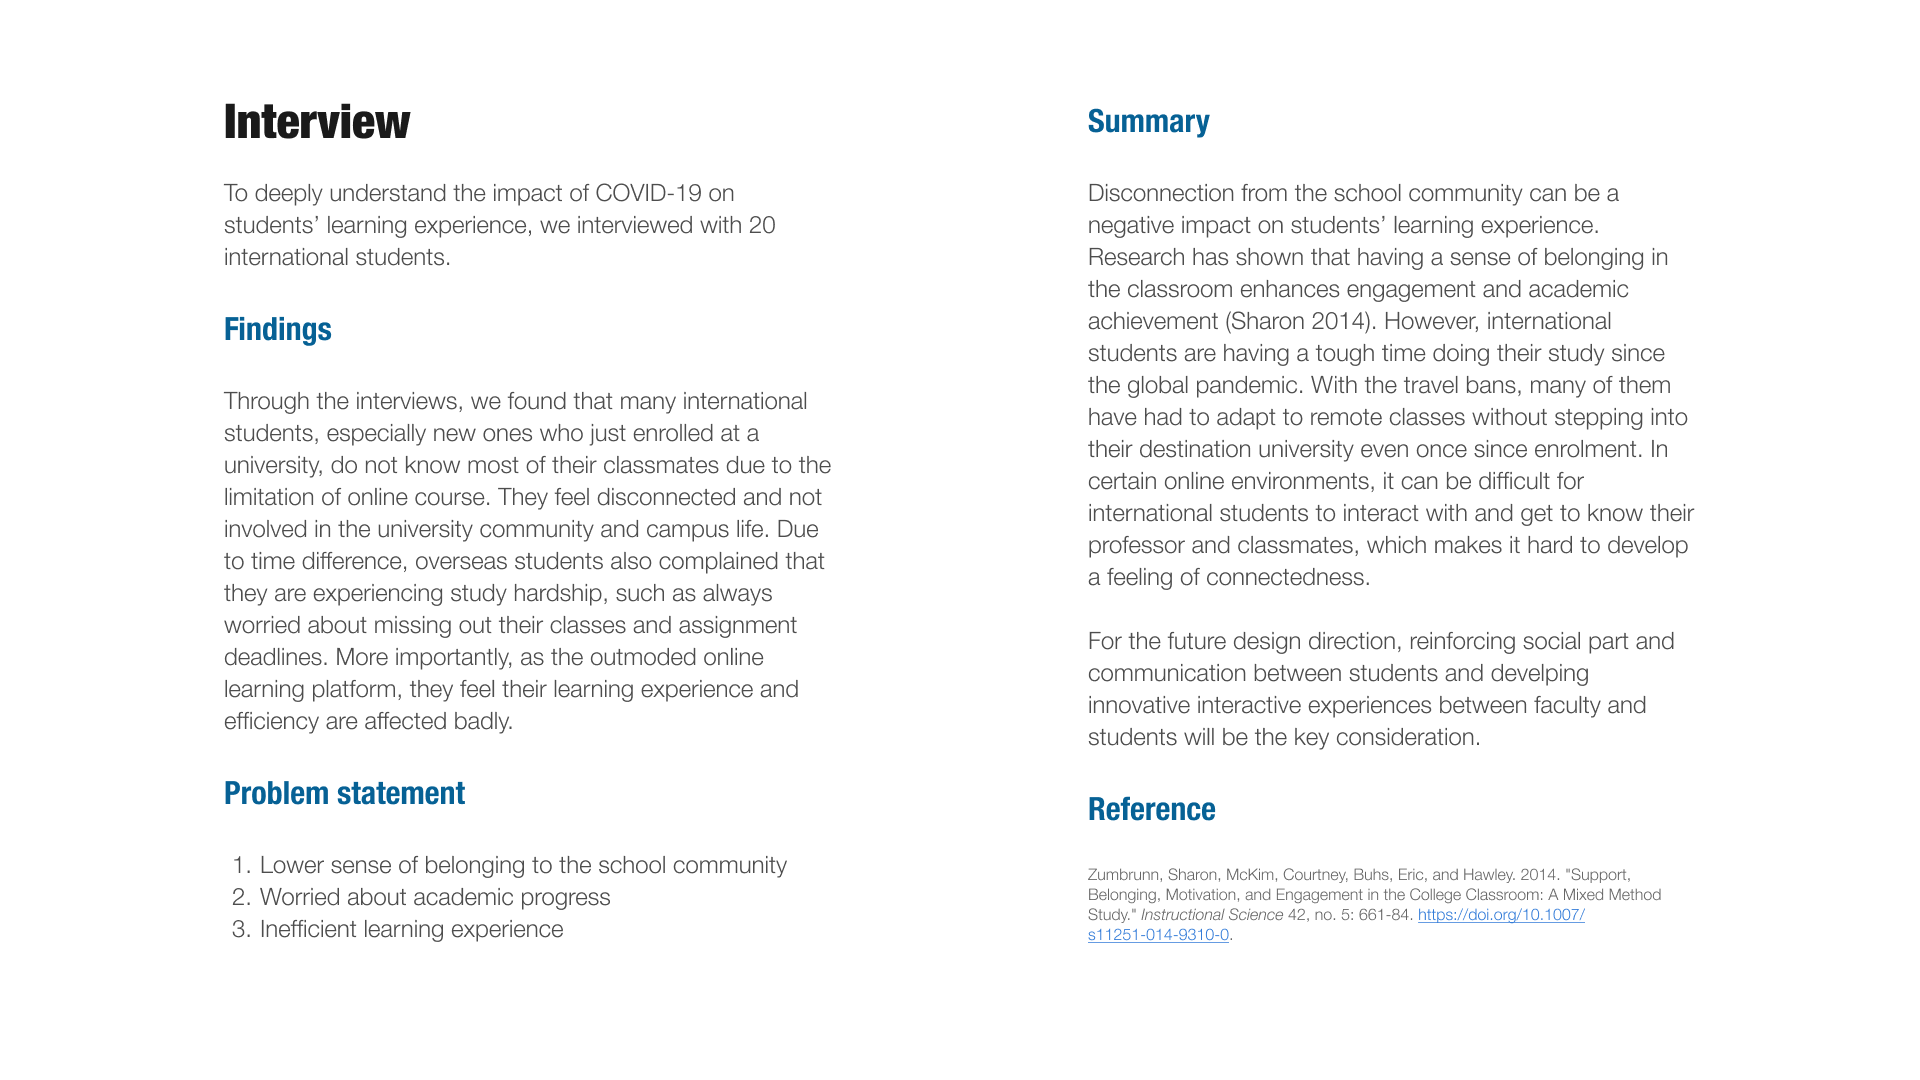 Interview
To deeply understand the impact of COVID-19 on
students’ learning experience, we interviewed with 20
international students.
Findings
Through the interviews, we found that many international
students, especially new ones who just enrolled at a
university, do not know most of their classmates due to the
limitation of online course. They feel disconnected and not
involved in the university community and campus life. Due
to time difference, overseas students also complained that
they are experiencing study hardship, such as always
worried about missing out their classes and assignment
deadlines. More importantly, as the outmoded online
learning platform, they feel their learning experience and
efficiency are affected badly.
Problem statement
1. Lower sense of belonging to the school community
2. Worried about academic progress
3. Inefficient learning experience
Summary
Disconnection from the school community can be a
negative impact on students’ learning experience.
Research has shown that having a sense of belonging in
the classroom enhances engagement and academic
achievement (Sharon 2014). However, international
students are having a tough time doing their study since
the global pandemic. With the travel bans, many of them
have had to adapt to remote classes without stepping into
their destination university even once since enrolment. In
certain online environments, it can be difficult for
international students to interact with and get to know their
professor and classmates, which makes it hard to develop
a feeling of connectedness.
For the future design direction, reinforcing social part and
communication between students and develping
innovative interactive experiences between faculty and
students will be the key consideration.
Reference
Zumbrunn, Sharon, McKim, Courtney, Buhs, Eric, and Hawley. 2014. "Support,
Belonging, Motivation, and Engagement in the College Classroom: A Mixed Method
Study." Instructional Science 42, no. 5: 661-84. https://doi.org/10.1007/
s11251-014-9310-0.